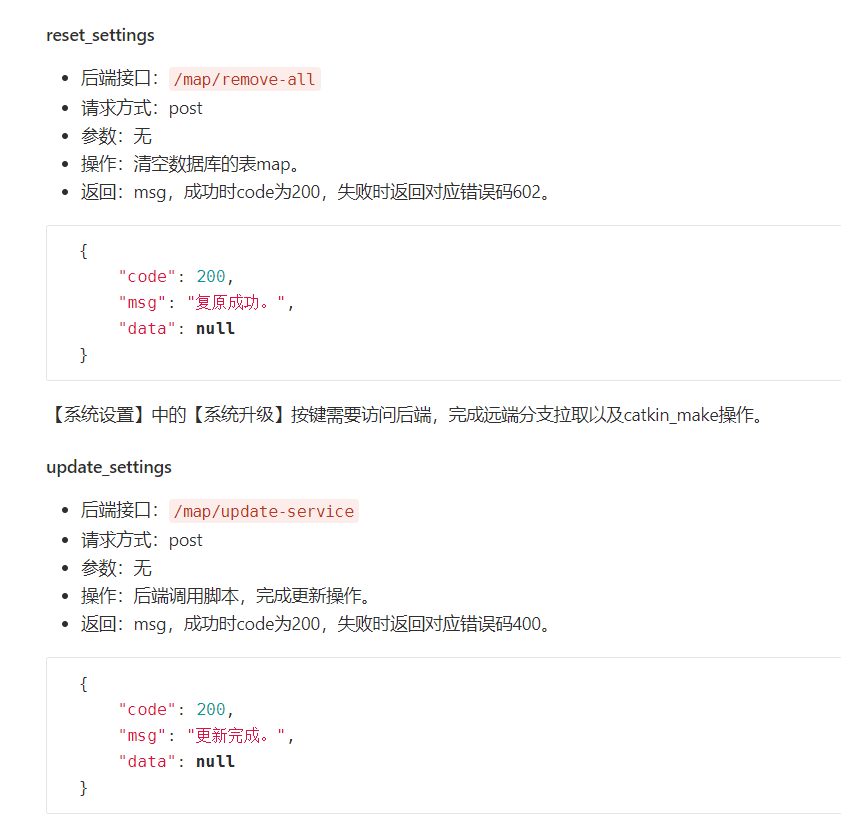 reset_settings
后端接口：/map/remove-all
请求方式：post
参数：无
操作：清空数据库的表map。
返回：msg，成功时code为200，失败时返回对应错误码602。
{
"code": 200,
"msg": "复原成功。",
"data": null
}
【系统设置】中的【系统升级】按键需要访问后端，完成远端分支拉取以及catkin_make操作。
update_settings
后端接口：/map/update-service
请求方式：post
参数：无
操作：后端调用脚本，完成更新操作。
返回：msg，成功时code为200，失败时返回对应错误码400。
{
"code": 200,
"msg": "更新完成。",
"data": null
}